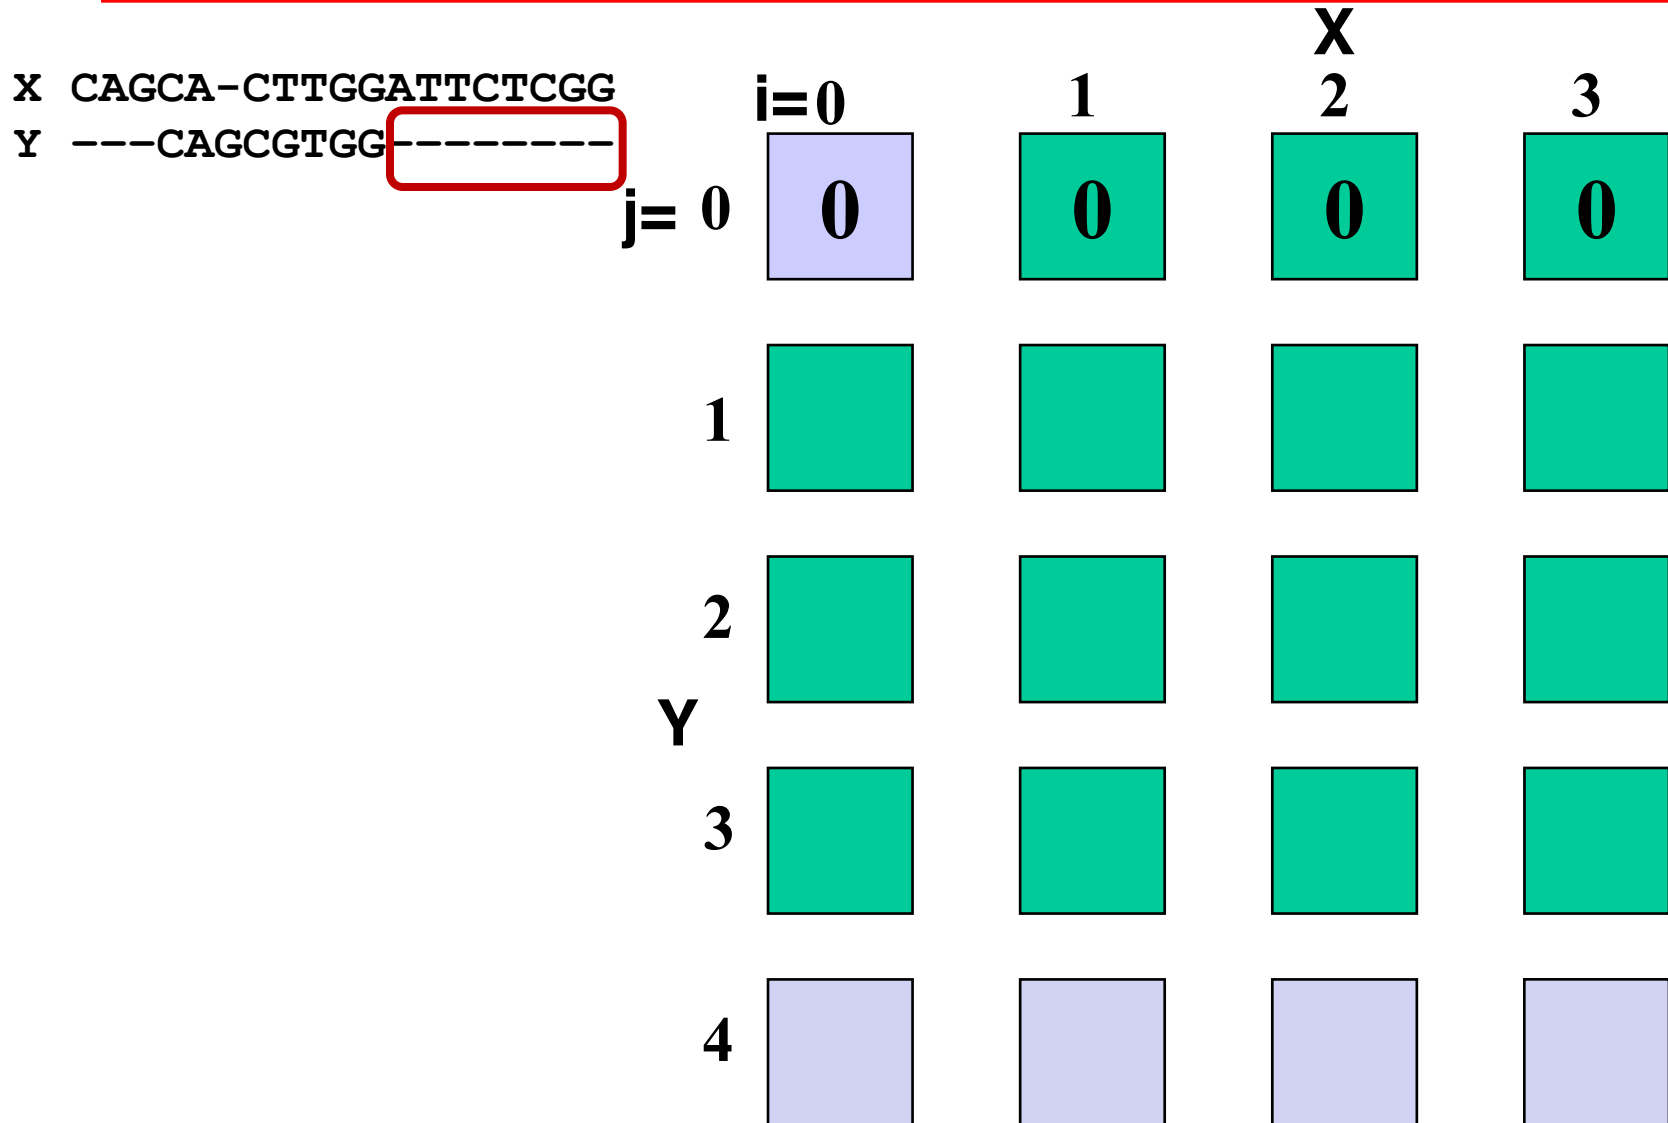 X
X CAGCA-CTTGGATTCTCGG
i= 0 1 2 3
Y ---CAGCGTGG--------
j= 0 0 0 0 0
1
2
Y
3
4